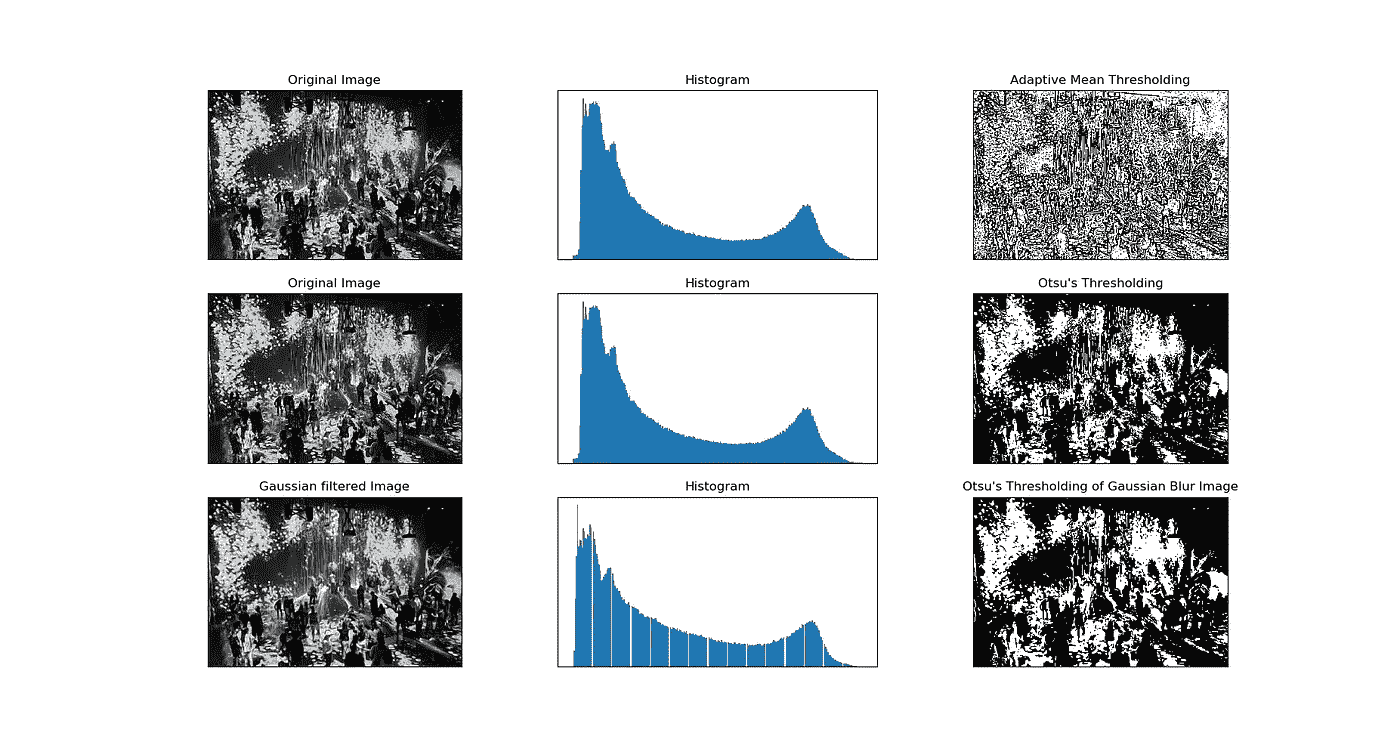 Original Image
Histogram
Adaptive Mean Thresholding
Original Image
Histogram
Otsu's Thresholding
Gaussian filtered Image
Histogram
Otsu's Thresholding of Gaussian Blur Image